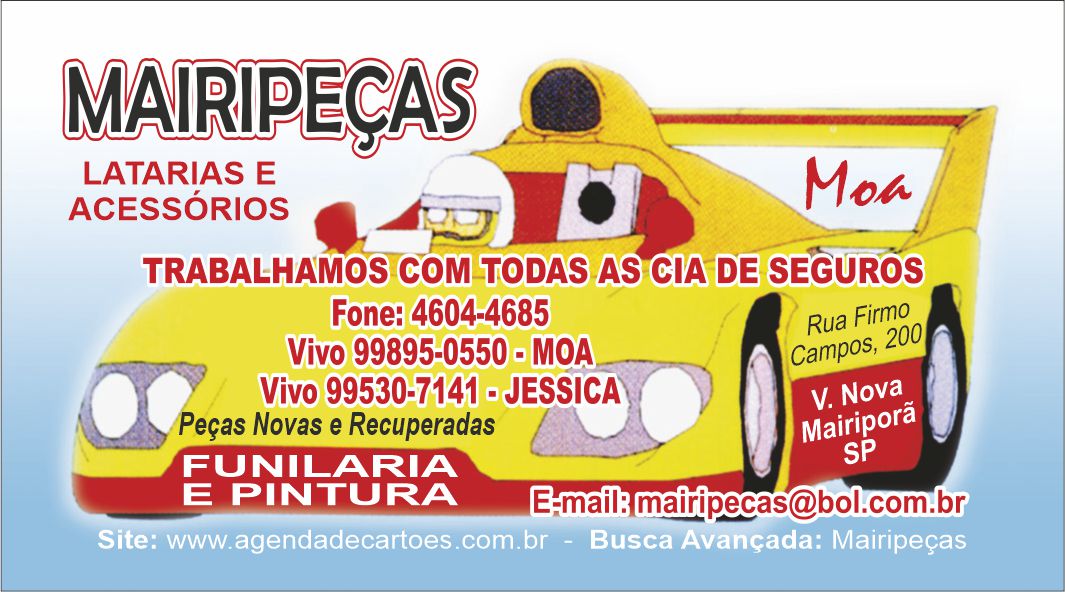 MAIRIPEÇAS
LATARIAS E
ACESSÓRIOS
Moa
TRABALHAMOS COM TODAS AS CIA DE SEGUROS
Fone: 4604-4685
Vivo 99895-0550 - MOA
Vivo 99530-7141 - JESSICA
Peças Novas e Recuperadas
FUNILARIA
E PINTURA
Rua Firmo
Campos, 200
V. Nova
Mairiporã
SP
E-mail: mairipecas@bol.com.br
Site: www.agendadecartoes.com.br - Busca Avançada: Mairipeças